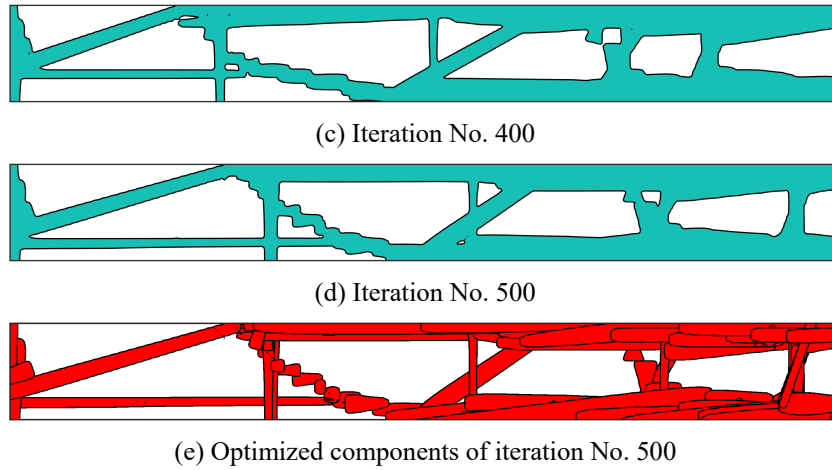 (c) Iteration No. 400
(d) Iteration No. 500
(e) Optimized components of iteration No. 500